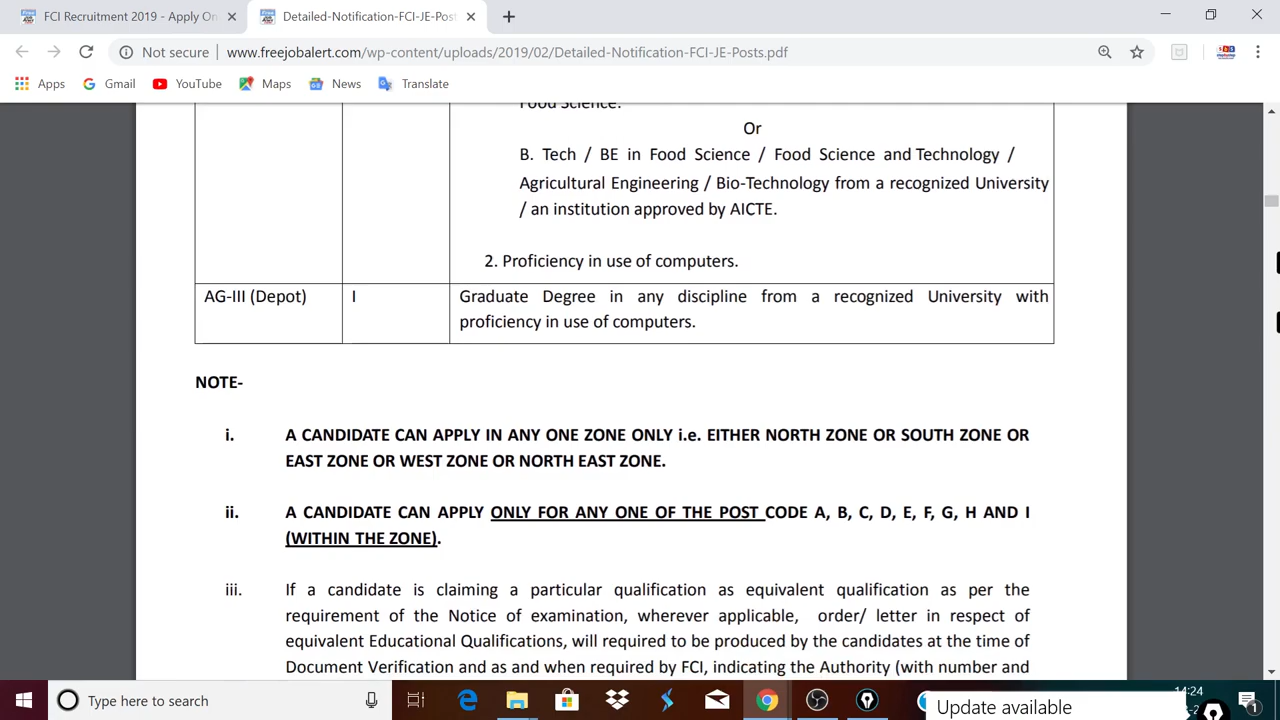 FCI Recruitment 2019 - Apply On
Detailed-Notification-FCI-JE-Post
Not secure
www.freejobalert.com/wp-content/uploads/2019/02/Detailed-Notification-FCI-JE-Posts.pdf
Apps
Gmail
YouTube
Maps
News
Translate
Food Science.
Or
B. Tech / BE in Food Science / Food Science and Technology /
Agricultural Engineering / Bio-Technology from a recognized University
/ an institution approved by AICTE.
2. Proficiency in use of computers.
AG-III (Depot)
I
Graduate Degree in any discipline from a recognized University with
proficiency in use of computers.
NOTE-
i. A CANDIDATE CAN APPLY IN ANY ONE ZONE ONLY i.e. EITHER NORTH ZONE OR SOUTH ZONE OR
EAST ZONE OR WEST ZONE OR NORTH EAST ZONE.
ii. A CANDIDATE CAN APPLY ONLY FOR ANY ONE OF THE POST CODE A, B, C, D, E, F, G, H AND I
(WITHIN THE ZONE).
iii. If a candidate is claiming a particular qualification as equivalent qualification as per the
requirement of the Notice of examination, wherever applicable, order/ letter in respect of
equivalent Educational Qualifications, will required to be produced by the candidates at the time of
Document Verification and as and when required by FCI, indicating the Authority (with number and
Type here to search
14:24
Update available